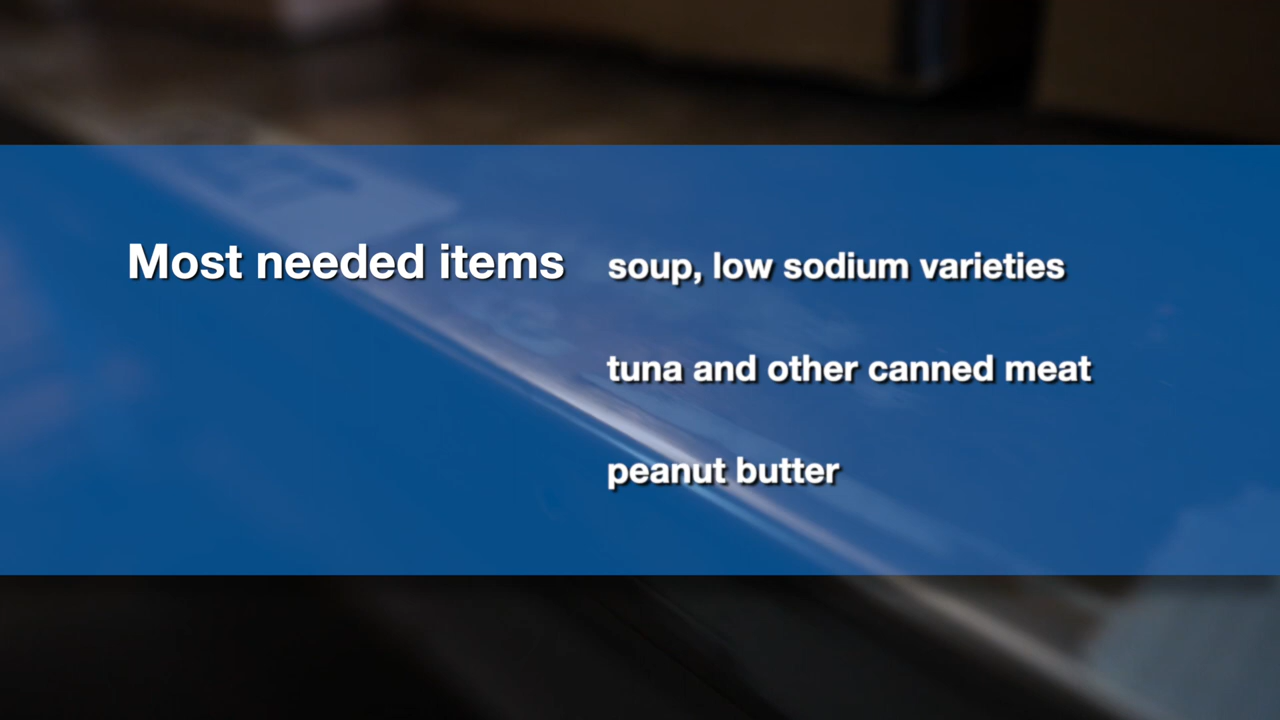 Most needed items
soup, low sodium varieties
tuna and other canned meat
peanut butter